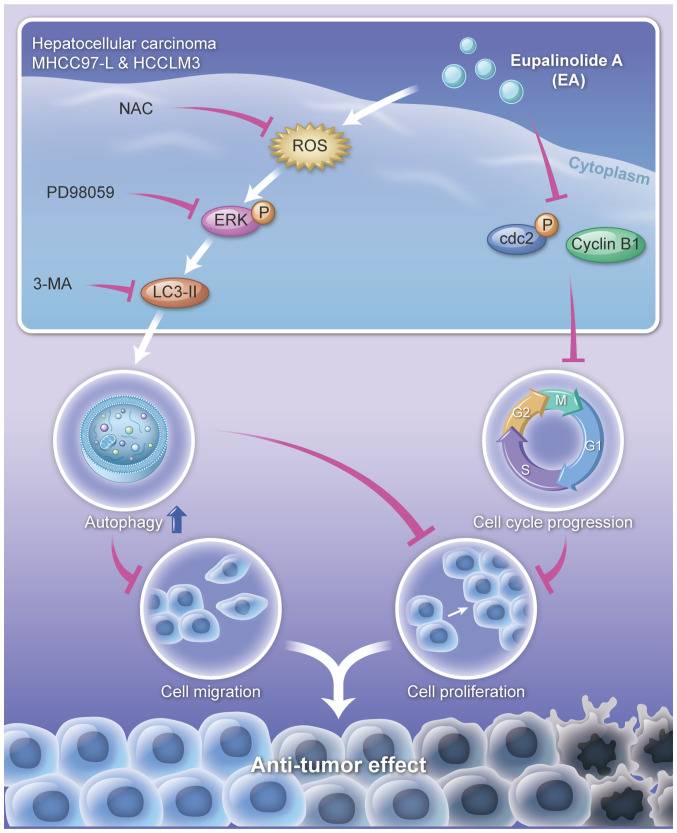 Hepatocellular carcinoma
MHCC97-L & HCCLM3
Eupalinolide A
(EA)
NAC
ROS
Cytoplasm
PD98059
ERK
P
P
cdc2
Cyclin B1
3-MA
LC3-II
G2
M
G1
S
Autophagy
Cell cycle progression
Cell migration
Cell proliferation
Anti-tumor effect